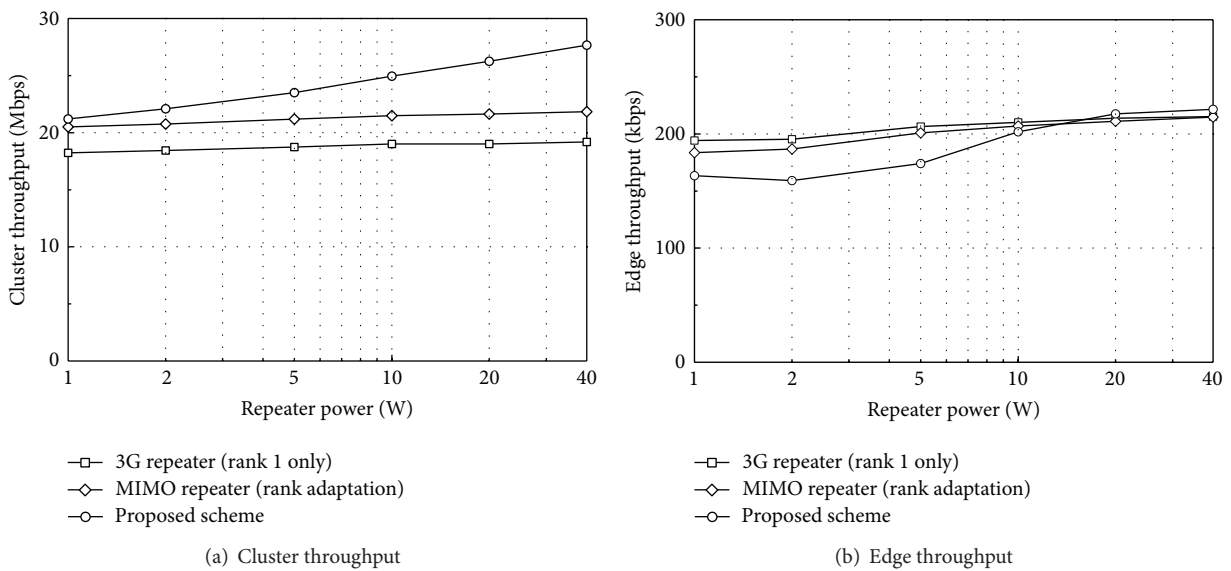 30
20
10
0
Cluster throughput (Mbps)
1 2 5 10 20 40
Repeater power (W)
3G repeater (rank 1 only)
MIMO repeater (rank adaptation)
Proposed scheme
(a) Cluster throughput
300
200
100
0
Edge throughput (kbps)
1 2 5 10 20 40
Repeater power (W)
3G repeater (rank 1 only)
MIMO repeater (rank adaptation)
Proposed scheme
(b) Edge throughput